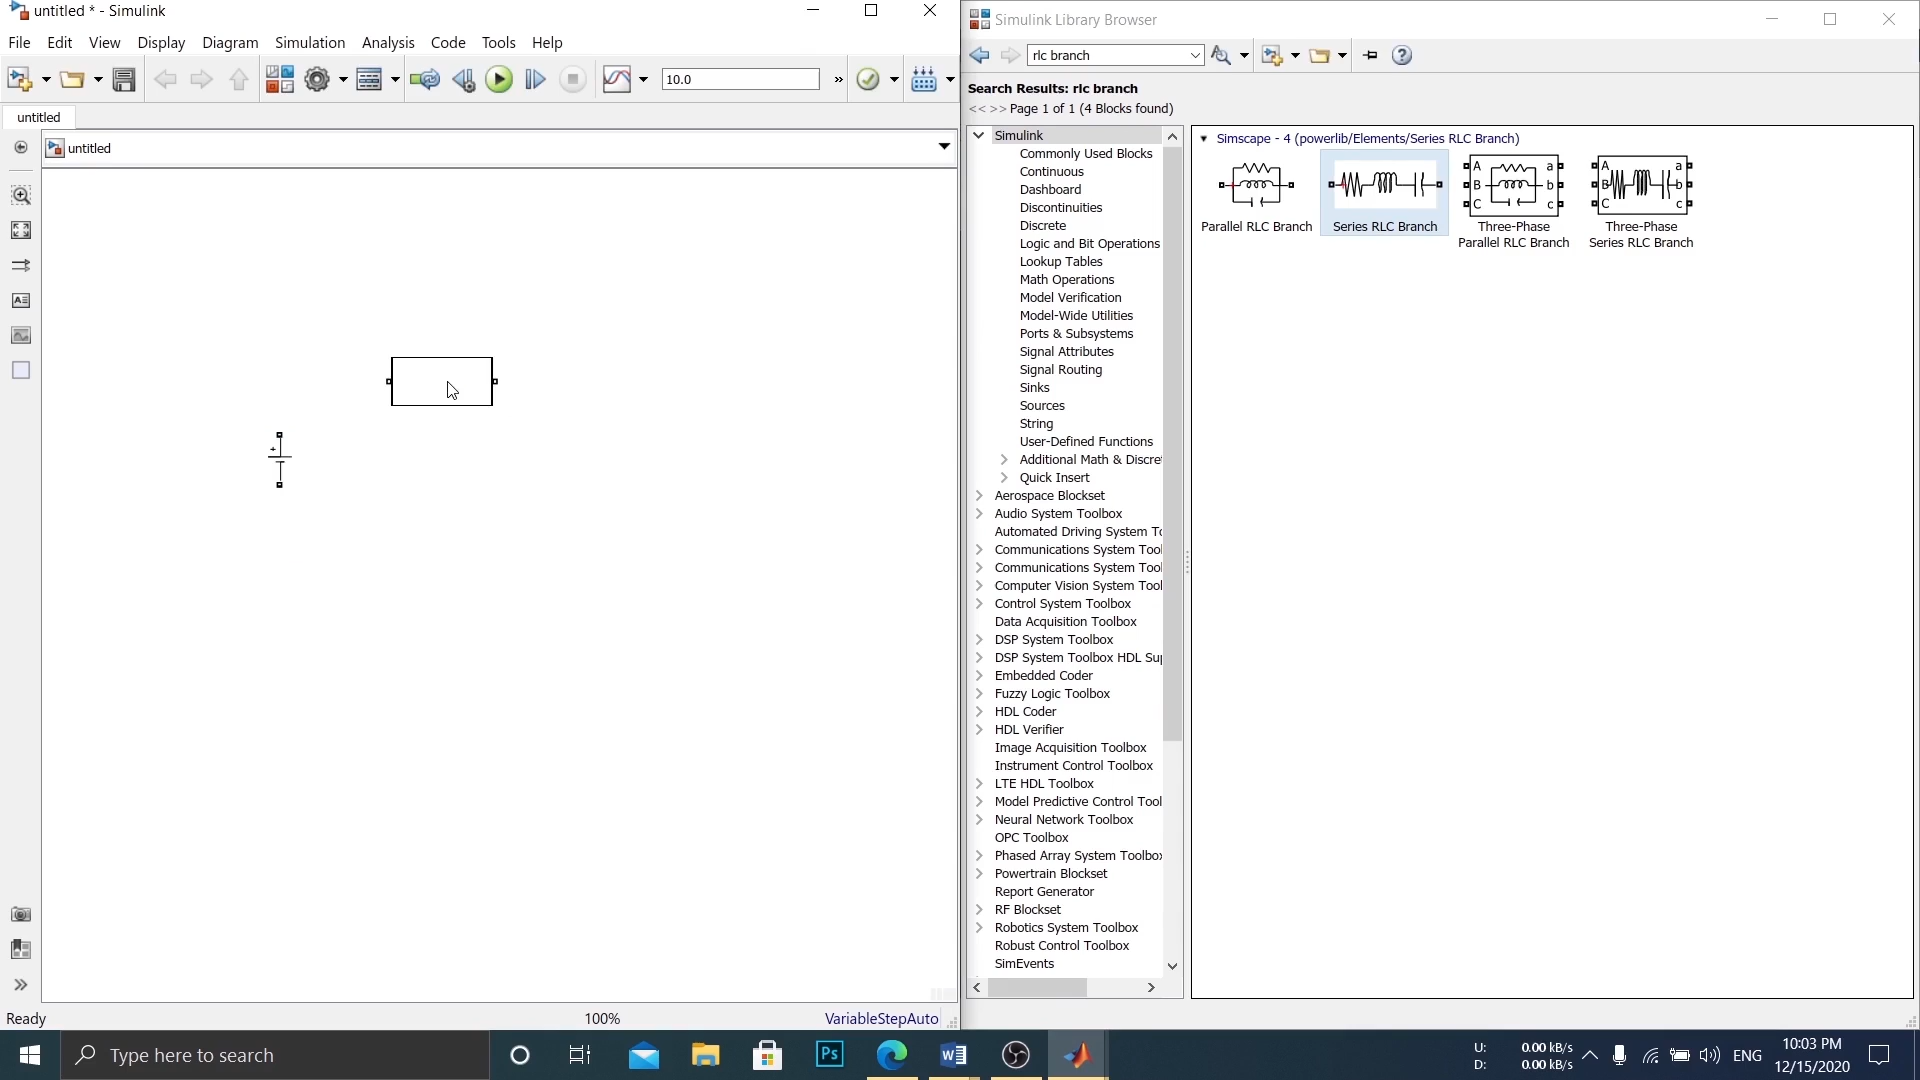 untitled * - Simulink
File Edit View Display Diagram Simulation Analysis Code Tools Help
10.0
»
untitled
untitled
Ready
100%
VariableStepAuto
Simulink Library Browser
rlc branch
Search Results: rlc branch
<< >> Page 1 of 1 (4 Blocks found)
Simulink
Commonly Used Blocks
Continuous
Dashboard
Discontinuities
Discrete
Logic and Bit Operations
Lookup Tables
Math Operations
Model Verification
Model-Wide Utilities
Ports & Subsystems
Signal Attributes
Signal Routing
Sinks
Sources
String
User-Defined Functions
Additional Math & Discre
Quick Insert
Aerospace Blockset
Audio System Toolbox
Automated Driving System To
Communications System Tool
Communications System Tool
Computer Vision System Tool
Control System Toolbox
Data Acquisition Toolbox
DSP System Toolbox
DSP System Toolbox HDL Sup
Embedded Coder
Fuzzy Logic Toolbox
HDL Coder
HDL Verifier
Image Acquisition Toolbox
Instrument Control Toolbox
LTE HDL Toolbox
Model Predictive Control Tool
Neural Network Toolbox
OPC Toolbox
Phased Array System Toolbox
Powertrain Blockset
Report Generator
RF Blockset
Robotics System Toolbox
Robust Control Toolbox
SimEvents
Simscape - 4 (powerlib/Elements/Series RLC Branch)
A a A a
B b B b
C c C c
Parallel RLC Branch
Series RLC Branch
Three-Phase
Parallel RLC Branch
Three-Phase
Series RLC Branch
Type here to search
Ps
W
U: 0.00 kB/s
D: 0.00 kB/s
ENG
10:03 PM
12/15/2020